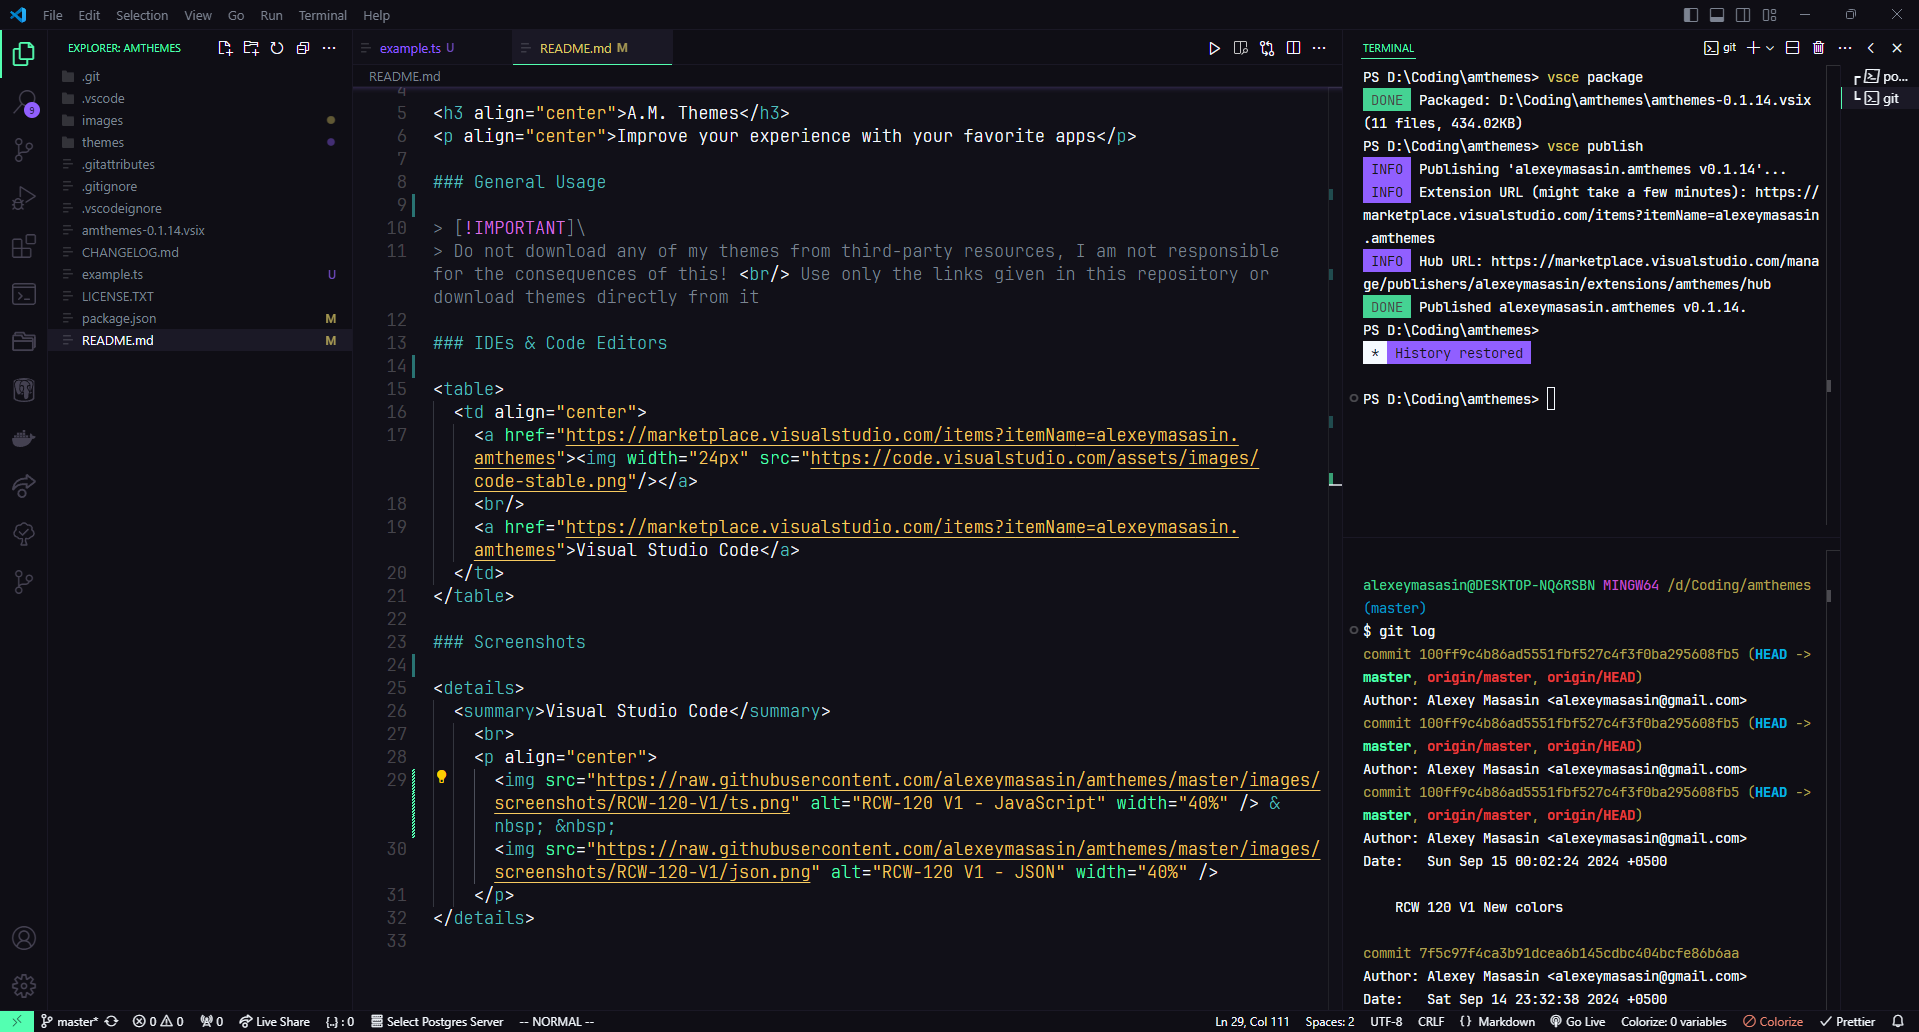 File Edit Selection View Go Run Terminal Help
EXPLORER: AMTHEMES
9
.git
.vscode
images
themes
.gitattributes
.gitignore
.vscodeignore
amthemes-0.1.14.vsix
CHANGELOG.md
example.ts U
LICENSE.TXT
package.json M
README.md M
example.ts U README.md M
README.md
4
5 <h3 align="center">A.M. Themes</h3>
6 <p align="center">Improve your experience with your favorite apps</p>
7
8 ### General Usage
9
10 > [!IMPORTANT]\
11 > Do not download any of my themes from third-party resources, I am not responsible
for the consequences of this! <br/> Use only the links given in this repository or
download themes directly from it
12
13 ### IDEs & Code Editors
14
15 <table>
16 <td align="center">
17 <a href="https://marketplace.visualstudio.com/items?itemName=alexeymasasin.
amthemes"><img width="24px" src="https://code.visualstudio.com/assets/images/
code-stable.png"/></a>
18 <br/>
19 <a href="https://marketplace.visualstudio.com/items?itemName=alexeymasasin.
amthemes">Visual Studio Code</a>
20 </td>
21 </table>
22
23 ### Screenshots
24
25 <details>
26 <summary>Visual Studio Code</summary>
27 <br>
28 <p align="center">
29 <img src="https://raw.githubusercontent.com/alexeymasasin/amthemes/master/images/
screenshots/RCW-120-V1/ts.png" alt="RCW-120 V1 - JavaScript" width="40%" /> &
nbsp; &nbsp;
30 <img src="https://raw.githubusercontent.com/alexeymasasin/amthemes/master/images/
screenshots/RCW-120-V1/json.png" alt="RCW-120 V1 - JSON" width="40%" />
31 </p>
32 </details>
33
TERMINAL
git
po...
git
PS D:\Coding\amthemes> vsce package
DONE Packaged: D:\Coding\amthemes\amthemes-0.1.14.vsix
(11 files, 434.02KB)
PS D:\Coding\amthemes> vsce publish
INFO Publishing 'alexeymasasin.amthemes v0.1.14'...
INFO Extension URL (might take a few minutes): https://
marketplace.visualstudio.com/items?itemName=alexeymasasin
.amthemes
INFO Hub URL: https://marketplace.visualstudio.com/mana
ge/publishers/alexeymasasin/extensions/amthemes/hub
DONE Published alexeymasasin.amthemes v0.1.14.
PS D:\Coding\amthemes>
* History restored
PS D:\Coding\amthemes>
alexeymasasin@DESKTOP-NQ6RSBN MINGW64 /d/Coding/amthemes
(master)
$ git log
commit 100ff9c4b86ad5551fbf527c4f3f0ba295608fb5 (HEAD ->
master, origin/master, origin/HEAD)
Author: Alexey Masasin <alexeymasasin@gmail.com>
commit 100ff9c4b86ad5551fbf527c4f3f0ba295608fb5 (HEAD ->
master, origin/master, origin/HEAD)
Author: Alexey Masasin <alexeymasasin@gmail.com>
commit 100ff9c4b86ad5551fbf527c4f3f0ba295608fb5 (HEAD ->
master, origin/master, origin/HEAD)
Author: Alexey Masasin <alexeymasasin@gmail.com>
Date: Sun Sep 15 00:02:24 2024 +0500
RCW 120 V1 New colors
commit 7f5c97f4ca3b91dcea6b145cdbc404bcfe86b6aa
Author: Alexey Masasin <alexeymasasin@gmail.com>
Date: Sat Sep 14 23:32:38 2024 +0500
master* 0 0 0 Live Share {..} : 0 Select Postgres Server -- NORMAL -- Ln 29, Col 111 Spaces: 2 UTF-8 CRLF {} Markdown Go Live Colorize: 0 variables Colorize Prettier